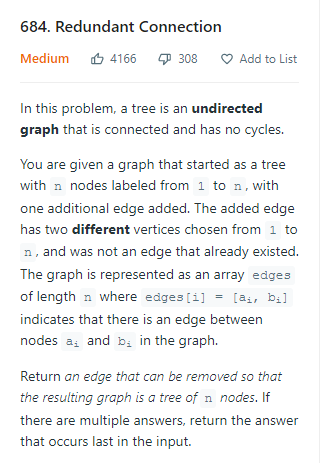 684. Redundant Connection
Medium 4166 308 Add to List
In this problem, a tree is an undirected
graph that is connected and has no cycles.
You are given a graph that started as a tree
with n nodes labeled from 1 to n, with
one additional edge added. The added edge
has two different vertices chosen from 1 to
n, and was not an edge that already existed.
The graph is represented as an array edges
of length n where edges[i] = [aᵢ, bᵢ]
indicates that there is an edge between
nodes aᵢ and bᵢ in the graph.
Return an edge that can be removed so that
the resulting graph is a tree of n nodes. If
there are multiple answers, return the answer
that occurs last in the input.